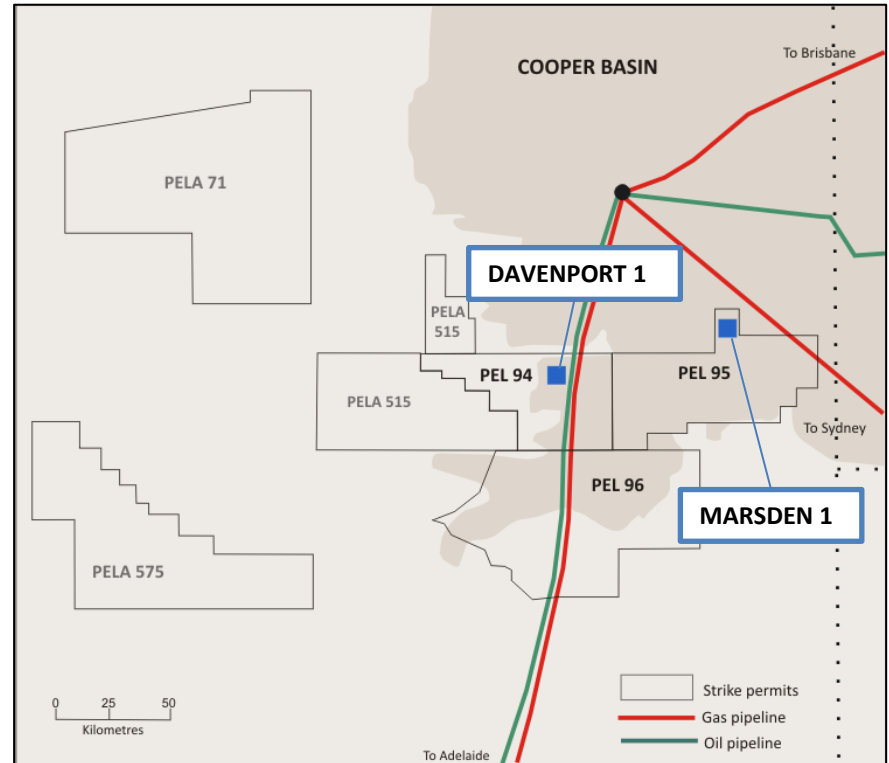 COOPER BASIN
To Brisbane
PELA 71
DAVENPORT 1
PELA
515
PEL 94
PEL 95
PELA 515
To Sydney
PEL 96
MARSDEN 1
PELA 575
0 25 50
Kilometres
Strike permits
Gas pipeline
Oil pipeline
To Adelaide